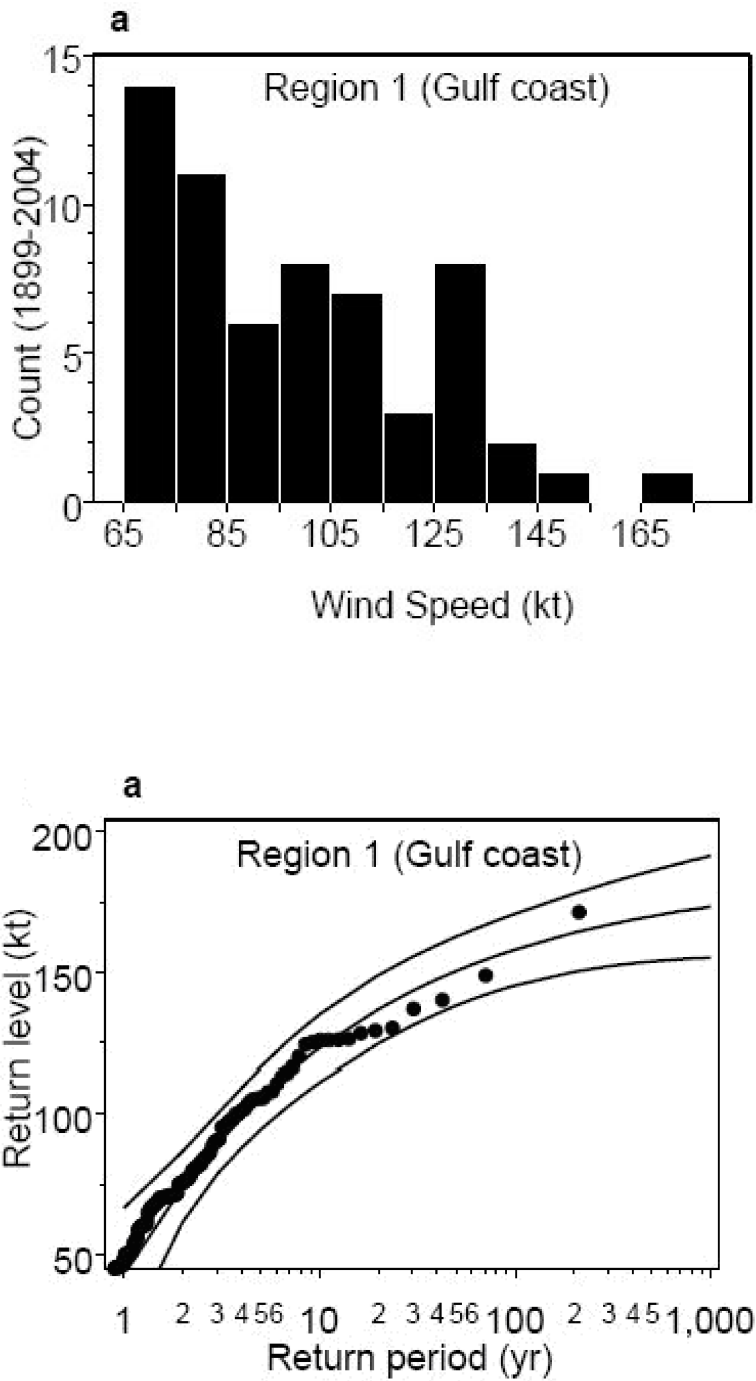 a
15
Region 1 (Gulf coast)
10
5
0
Count (1899-2004)
65 85 105 125 145 165
Wind Speed (kt)
a
200
Region 1 (Gulf coast)
150
100
50
Return level (kt)
1 2 3 4 5 6 10 2 3 4 5 6 100 2 3 4 5 1,000
Return period (yr)